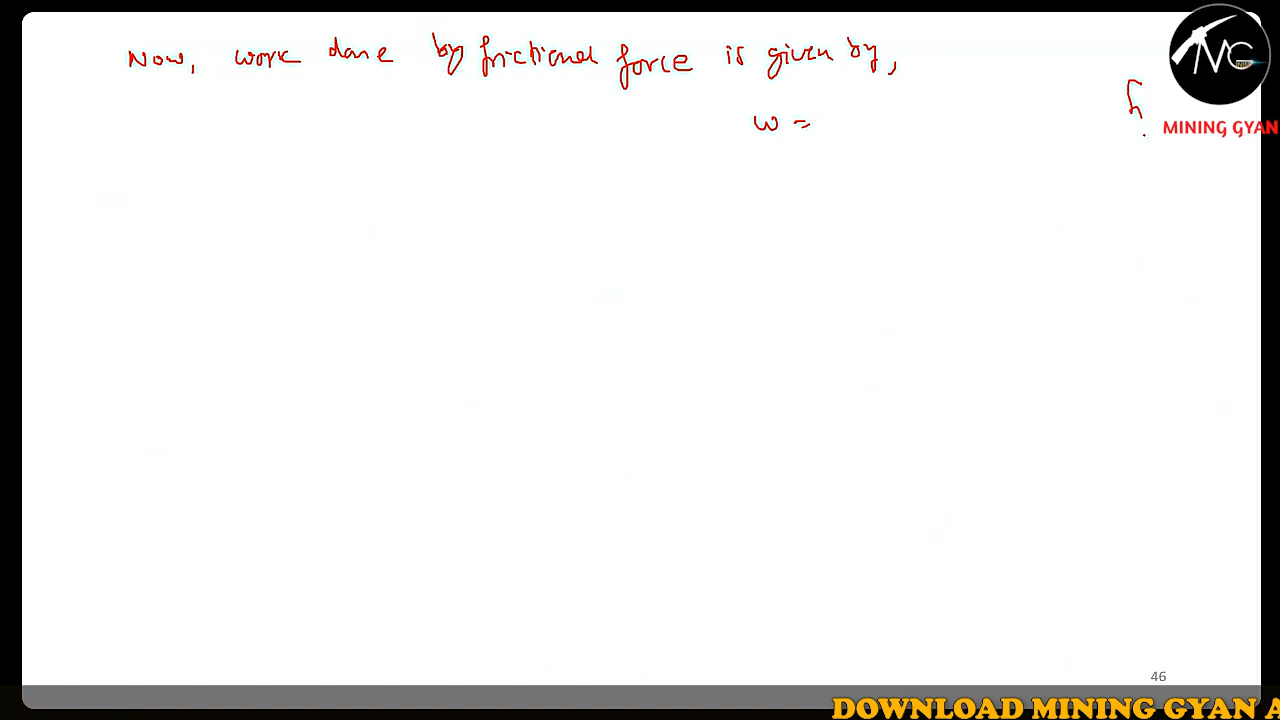 Now, work done by frictional force is given by,
w =
MINING GYAN
46
DOWNLOAD MINING GYAN A